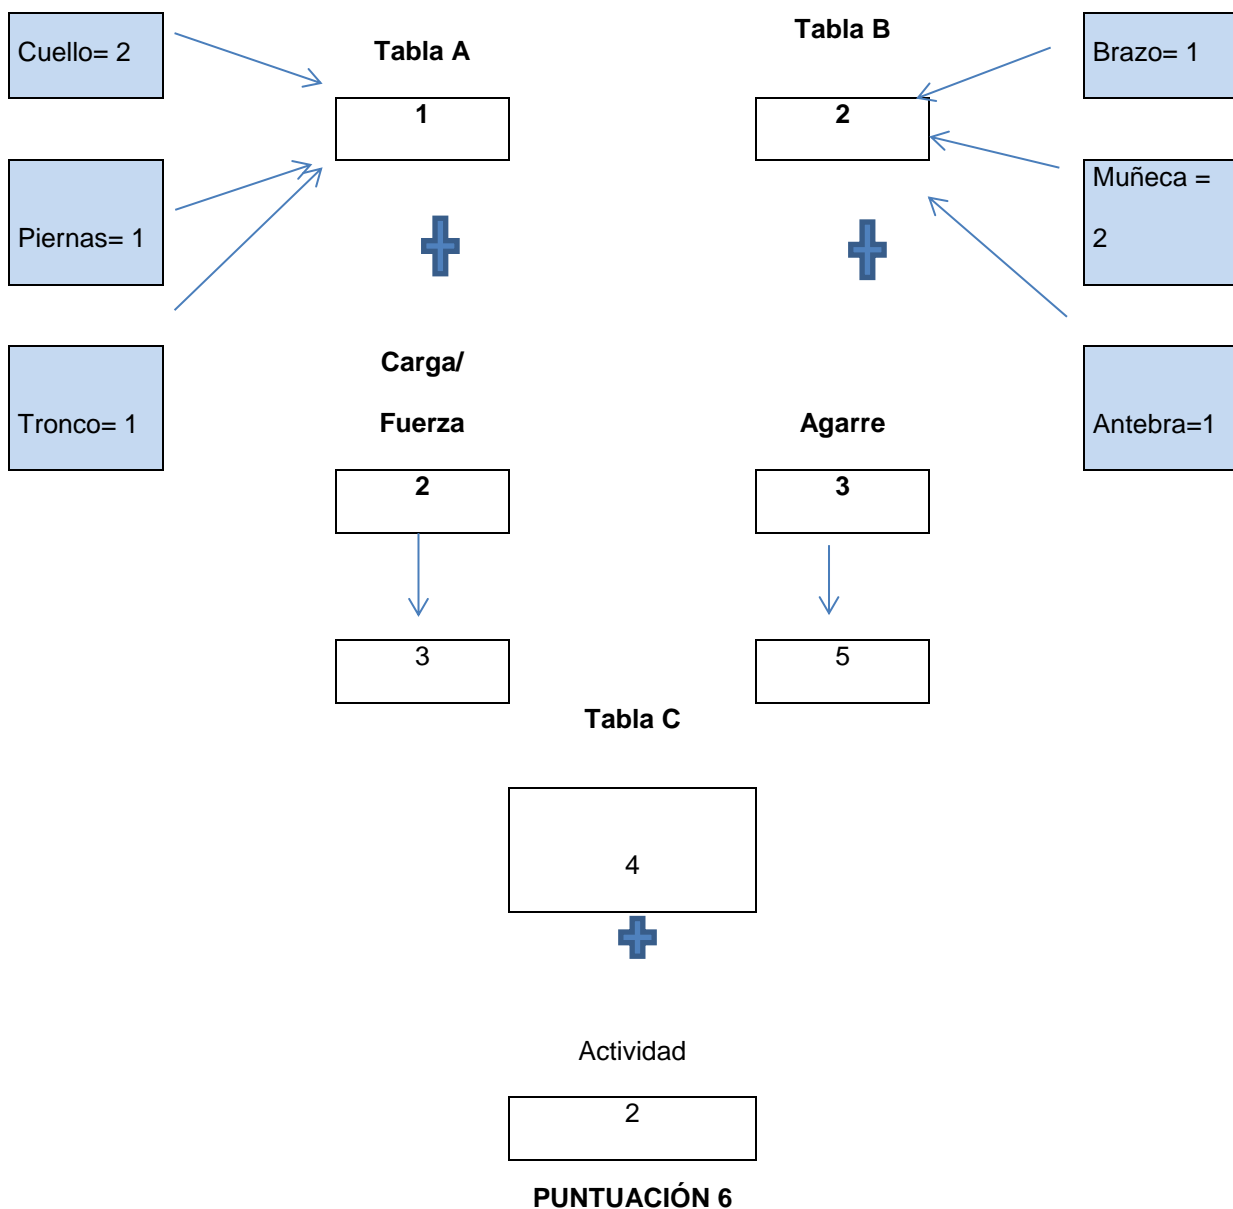 Cuello= 2
Tabla A
Tabla B
Brazo= 1
1
2
Piernas= 1
Muñeca =
2
Tronco= 1
Carga/
Fuerza
Agarre
Antebra=1
2
3
3
5
Tabla C
4
Actividad
2
PUNTUACIÓN 6